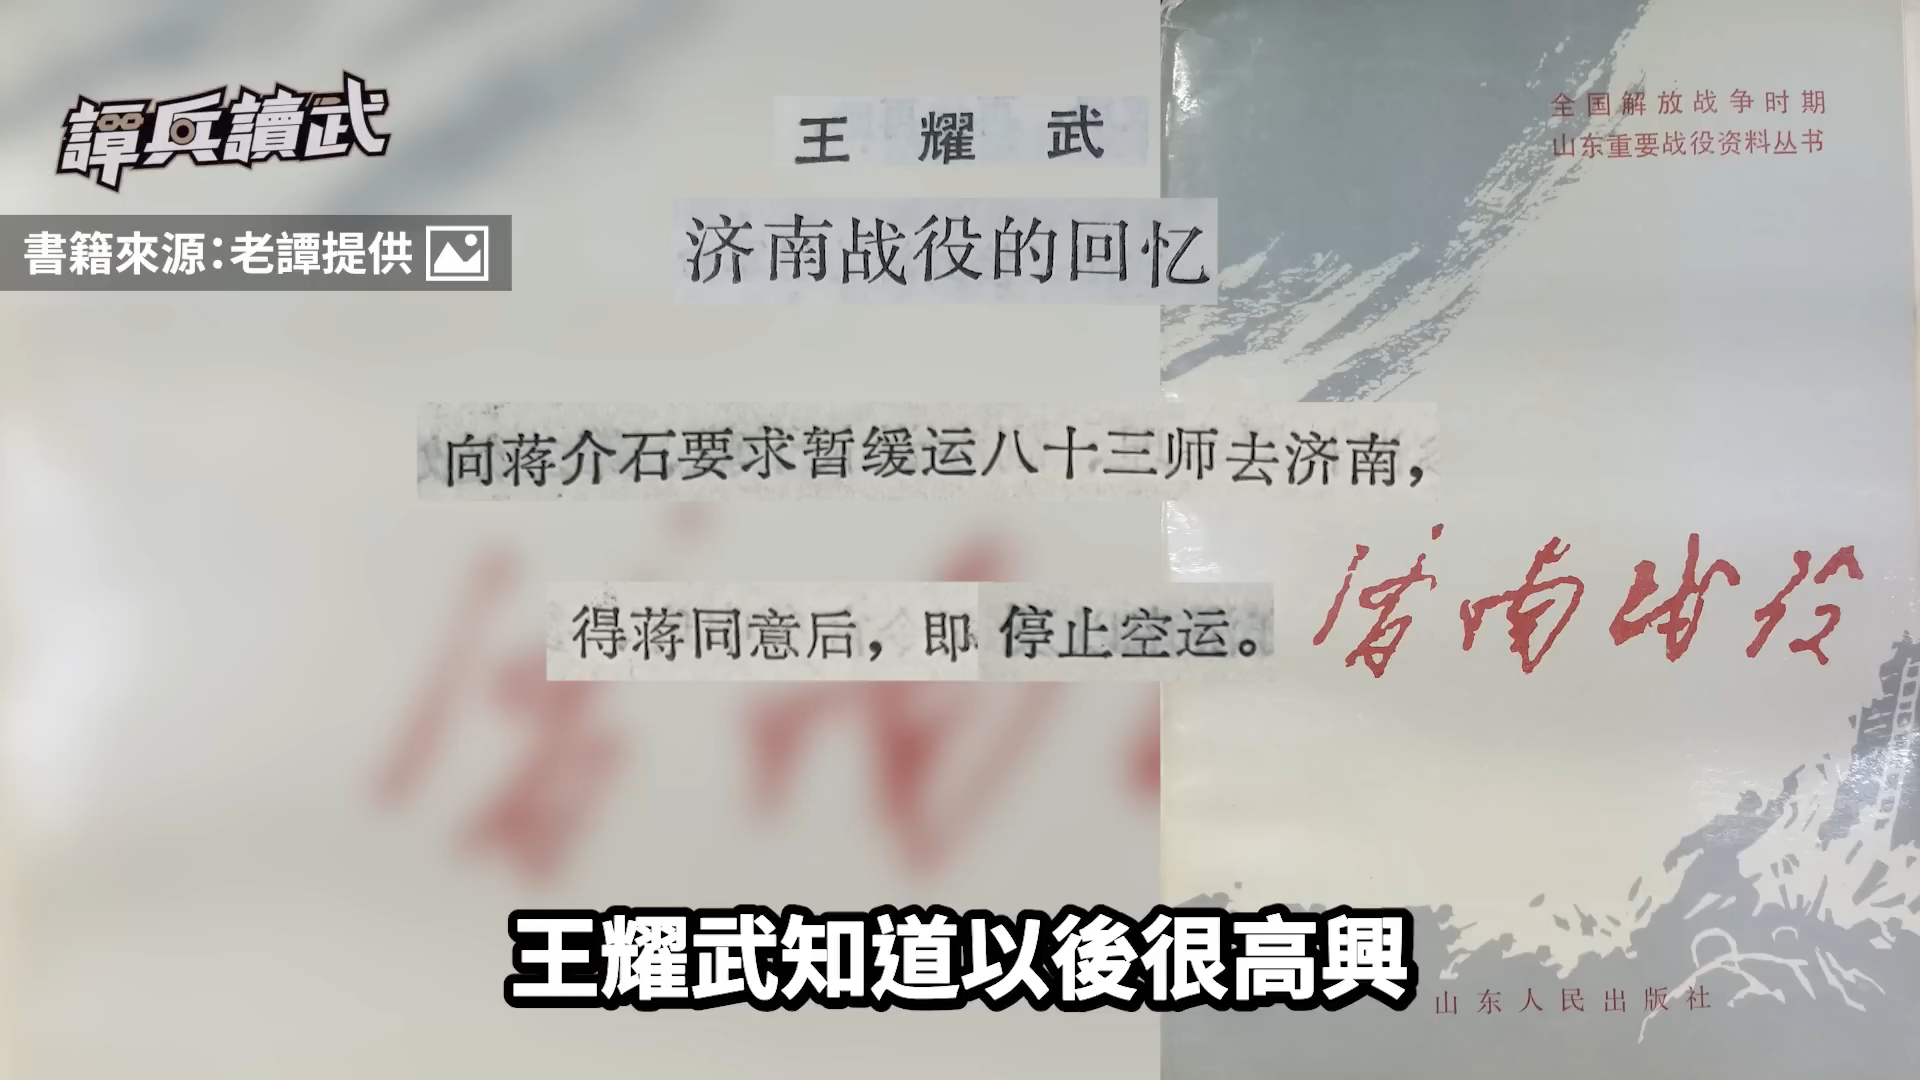 譚兵讀武
書籍來源：老譚提供
王 耀 武
济南战役的回忆
向蒋介石要求暂缓运八十三师去济南，
得蒋同意后，即停止空运。
全国解放战争时期
山东重要战役资料丛书
济南战役
山东人民出版社
王耀武知道以後很高興